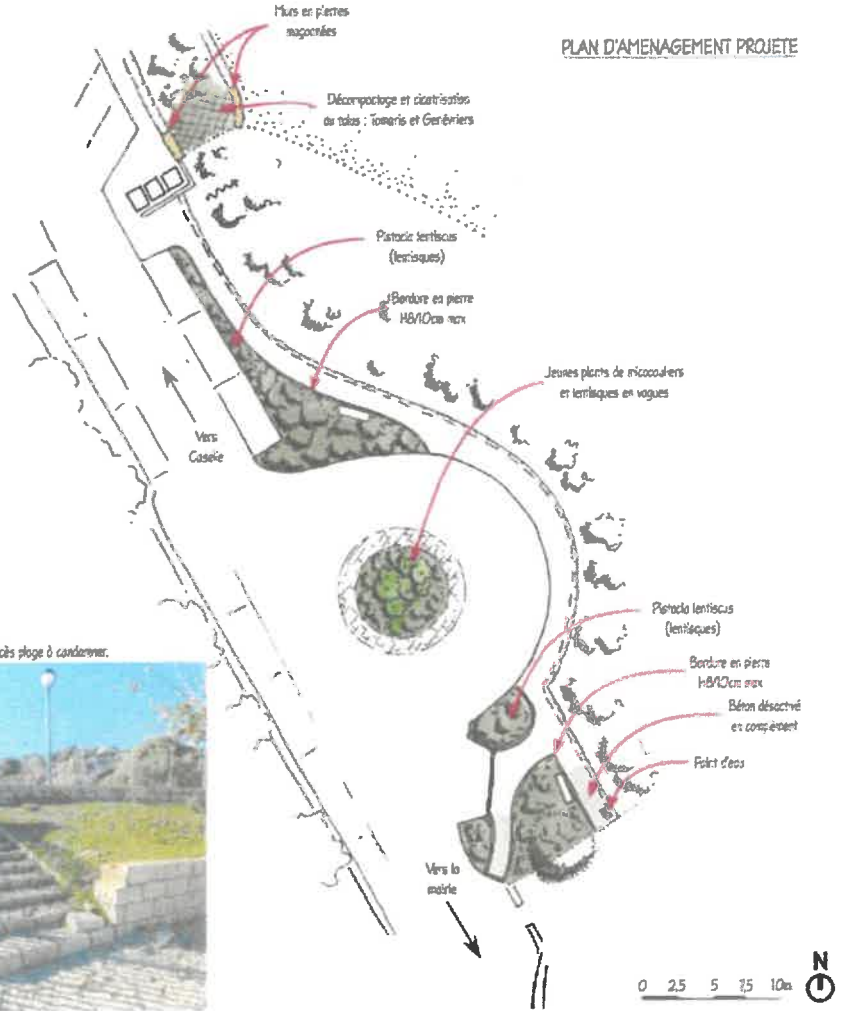 PLAN D'AMENAGEMENT PROJETE
Murs en pierres
maçonnées
Décompactage et cicatrisation
du talus : Tamaris et Genévriers
Pistacia lentiscus
(lentisques)
Bordure en pierre
H8/10cm max
Jeunes plants de micocouliers
et lentisques en vagues
Vers
Caselle
Pistacia lentiscus
(lentisques)
Bordure en pierre
H8/10cm max
Béton désactivé
en complément
Point d'eau
cès plage à condamner.
Vers la
mairie
N
0 2,5 5 7,5 10m